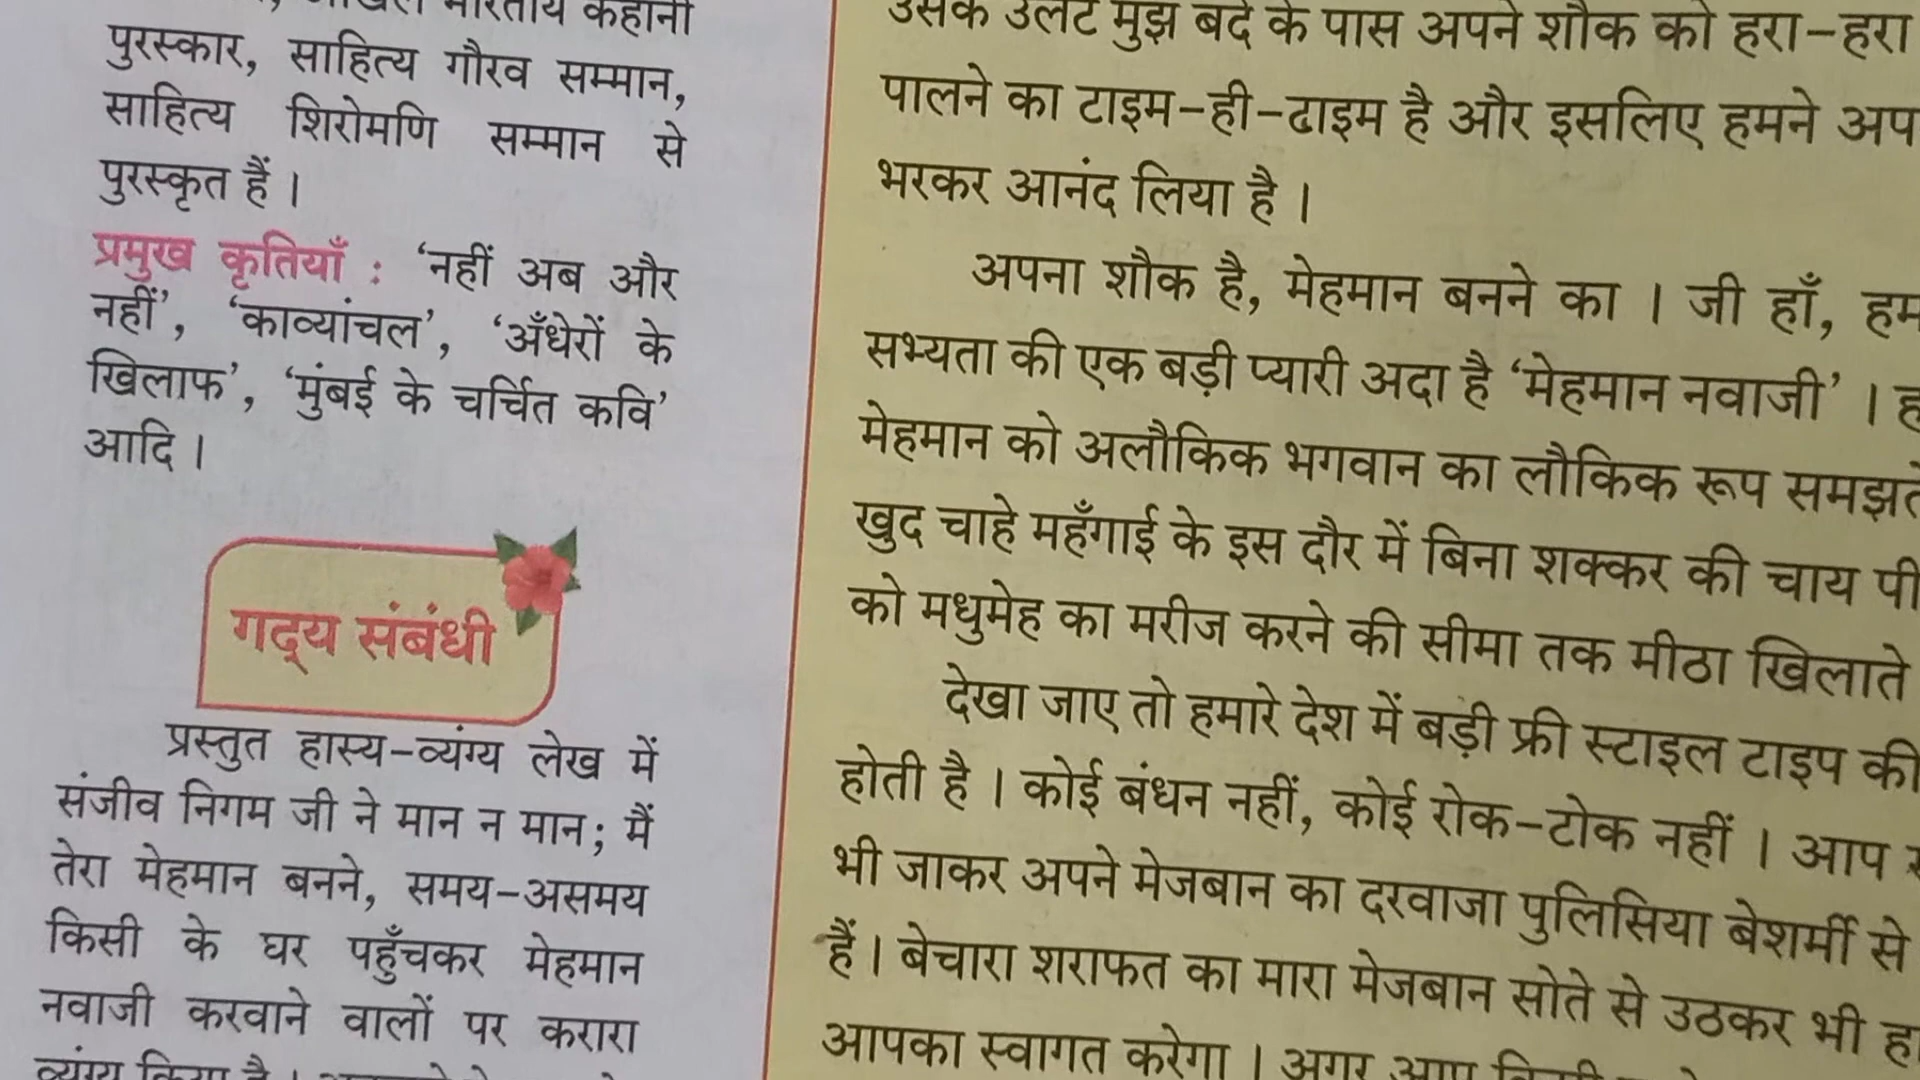 भारतीय कहानी
पुरस्कार, साहित्य गौरव सम्मान,
साहित्य शिरोमणि सम्मान से
पुरस्कृत हैं ।
प्रमुख कृतियाँ : ‘नहीं अब और
नहीं’, ‘काव्यांचल’, ‘अँधेरों के
खिलाफ’, ‘मुंबई के चर्चित कवि’
आदि ।
गद्‌य संबंधी
प्रस्तुत हास्य-व्यंग्य लेख में
संजीव निगम जी ने मान न मान; मैं
तेरा मेहमान बनने, समय-असमय
किसी के घर पहुँचकर मेहमान
नवाजी करवाने वालों पर करारा
व्यंग्य किया है ।
उसके उलट मुझ बंदे के पास अपने शौक को हरा-हरा
पालने का टाइम-ही-टाइम है और इसलिए हमने अप
भरकर आनंद लिया है ।
अपना शौक है, मेहमान बनने का । जी हाँ, हम
सभ्यता की एक बड़ी प्यारी अदा है ‘मेहमान नवाजी’ । ह
मेहमान को अलौकिक भगवान का लौकिक रूप समझते
खुद चाहे महँगाई के इस दौर में बिना शक्कर की चाय पी
को मधुमेह का मरीज करने की सीमा तक मीठा खिलाते
देखा जाए तो हमारे देश में बड़ी फ्री स्टाइल टाइप की
होती है । कोई बंधन नहीं, कोई रोक-टोक नहीं । आप
भी जाकर अपने मेजबान का दरवाजा पुलिसिया बेशर्मी से
हैं । बेचारा शराफत का मारा मेजबान सोते से उठकर भी
आपका स्वागत करेगा । अगर आप किसी